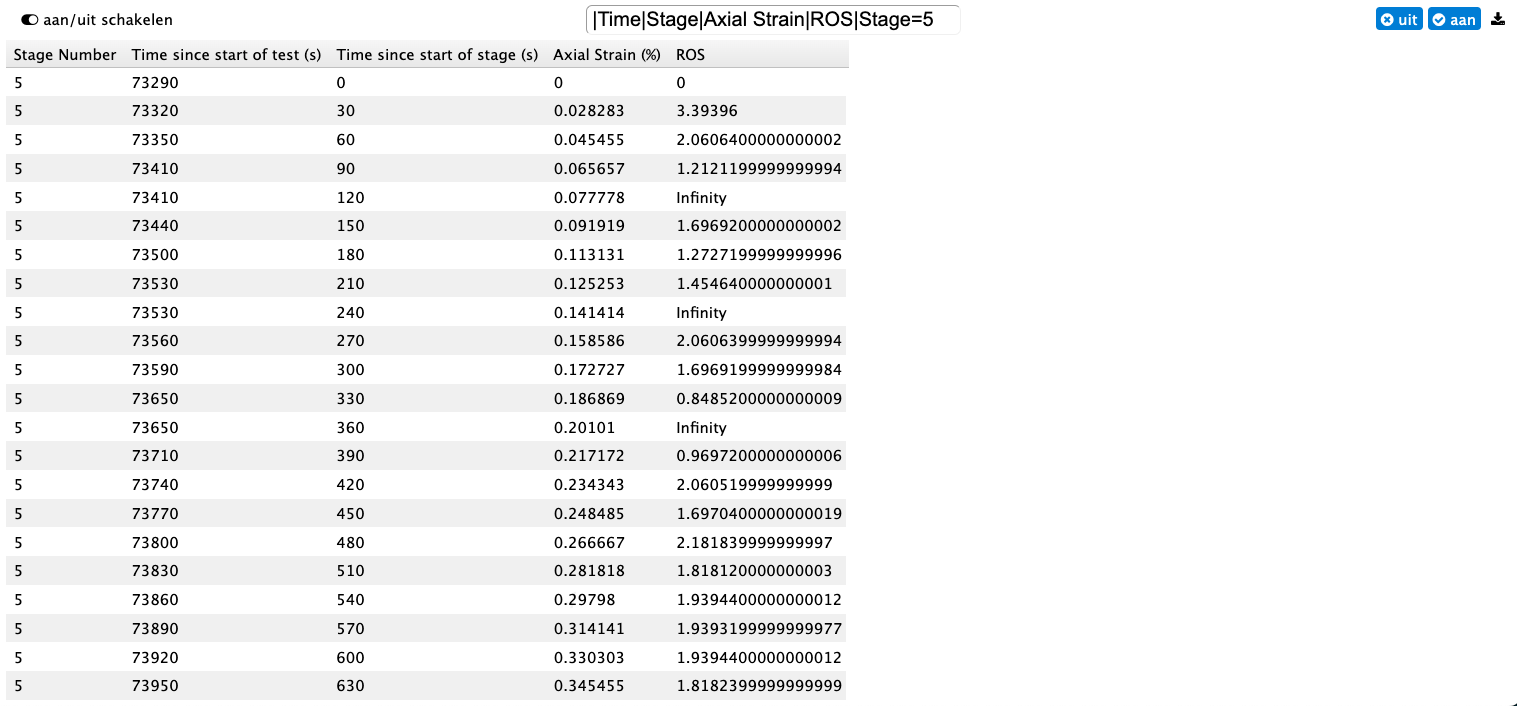 aan/uit schakelen |Time|Stage|Axial Strain|ROS|Stage=5 uit aan
Stage Number Time since start of test (s) Time since start of stage (s) Axial Strain (%) ROS
5 73290 0 0 0
5 73320 30 0.028283 3.39396
5 73350 60 0.045455 2.0606400000000002
5 73410 90 0.065657 1.2121199999999994
5 73410 120 0.077778 Infinity
5 73440 150 0.091919 1.6969200000000002
5 73500 180 0.113131 1.2727199999999996
5 73530 210 0.125253 1.454640000000001
5 73530 240 0.141414 Infinity
5 73560 270 0.158586 2.0606399999999994
5 73590 300 0.172727 1.6969199999999984
5 73650 330 0.186869 0.8485200000000009
5 73650 360 0.20101 Infinity
5 73710 390 0.217172 0.9697200000000006
5 73740 420 0.234343 2.060519999999999
5 73770 450 0.248485 1.6970400000000019
5 73800 480 0.266667 2.181839999999997
5 73830 510 0.281818 1.818120000000003
5 73860 540 0.29798 1.9394400000000012
5 73890 570 0.314141 1.9393199999999977
5 73920 600 0.330303 1.9394400000000012
5 73950 630 0.345455 1.8182399999999999